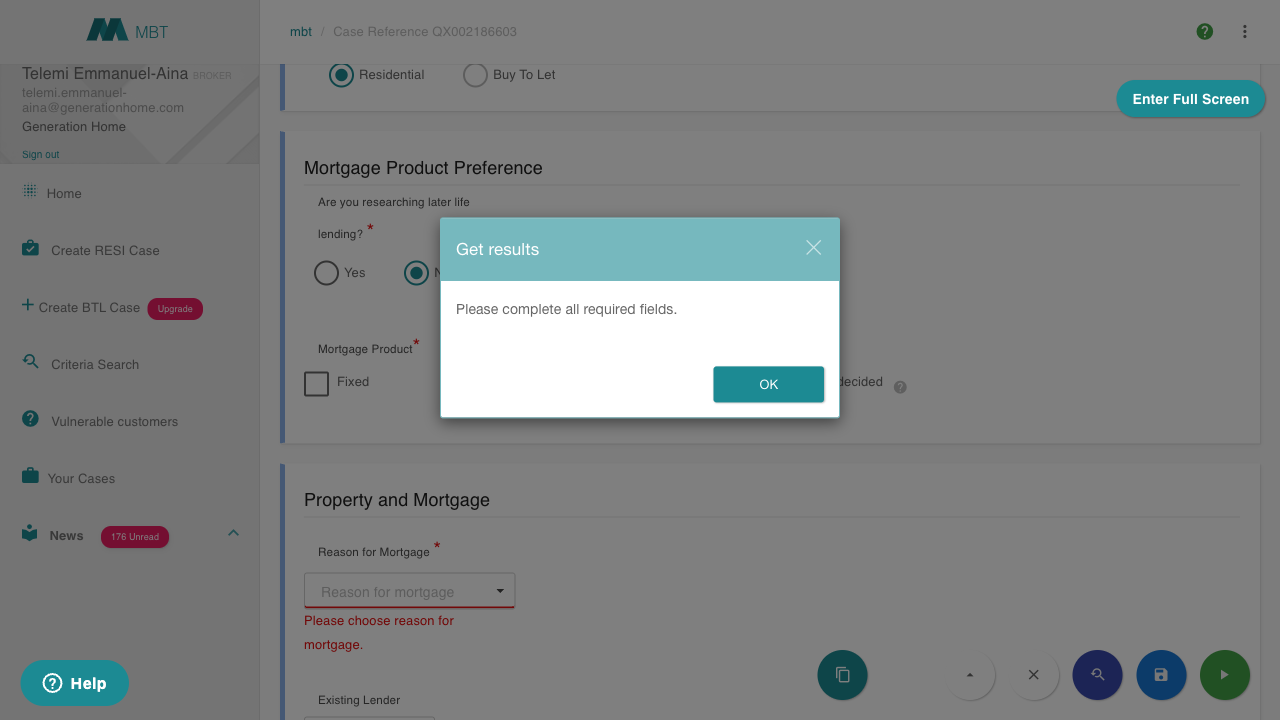 MBT
mbt / Case Reference QX002186603
Telemi Emmanuel-Aina BROKER
telemi.emmanuel-
aina@generationhome.com
Generation Home
Sign out
Home
Create RESI Case
Create BTL Case Upgrade
Criteria Search
Vulnerable customers
Your Cases
News 176 Unread
Help
Residential Buy To Let
Enter Full Screen
Mortgage Product Preference
Are you researching later life
lending? *
Yes
Mortgage Product *
Fixed
Get results
Please complete all required fields.
OK
Property and Mortgage
Reason for Mortgage *
Reason for mortgage
Please choose reason for
mortgage.
Existing Lender